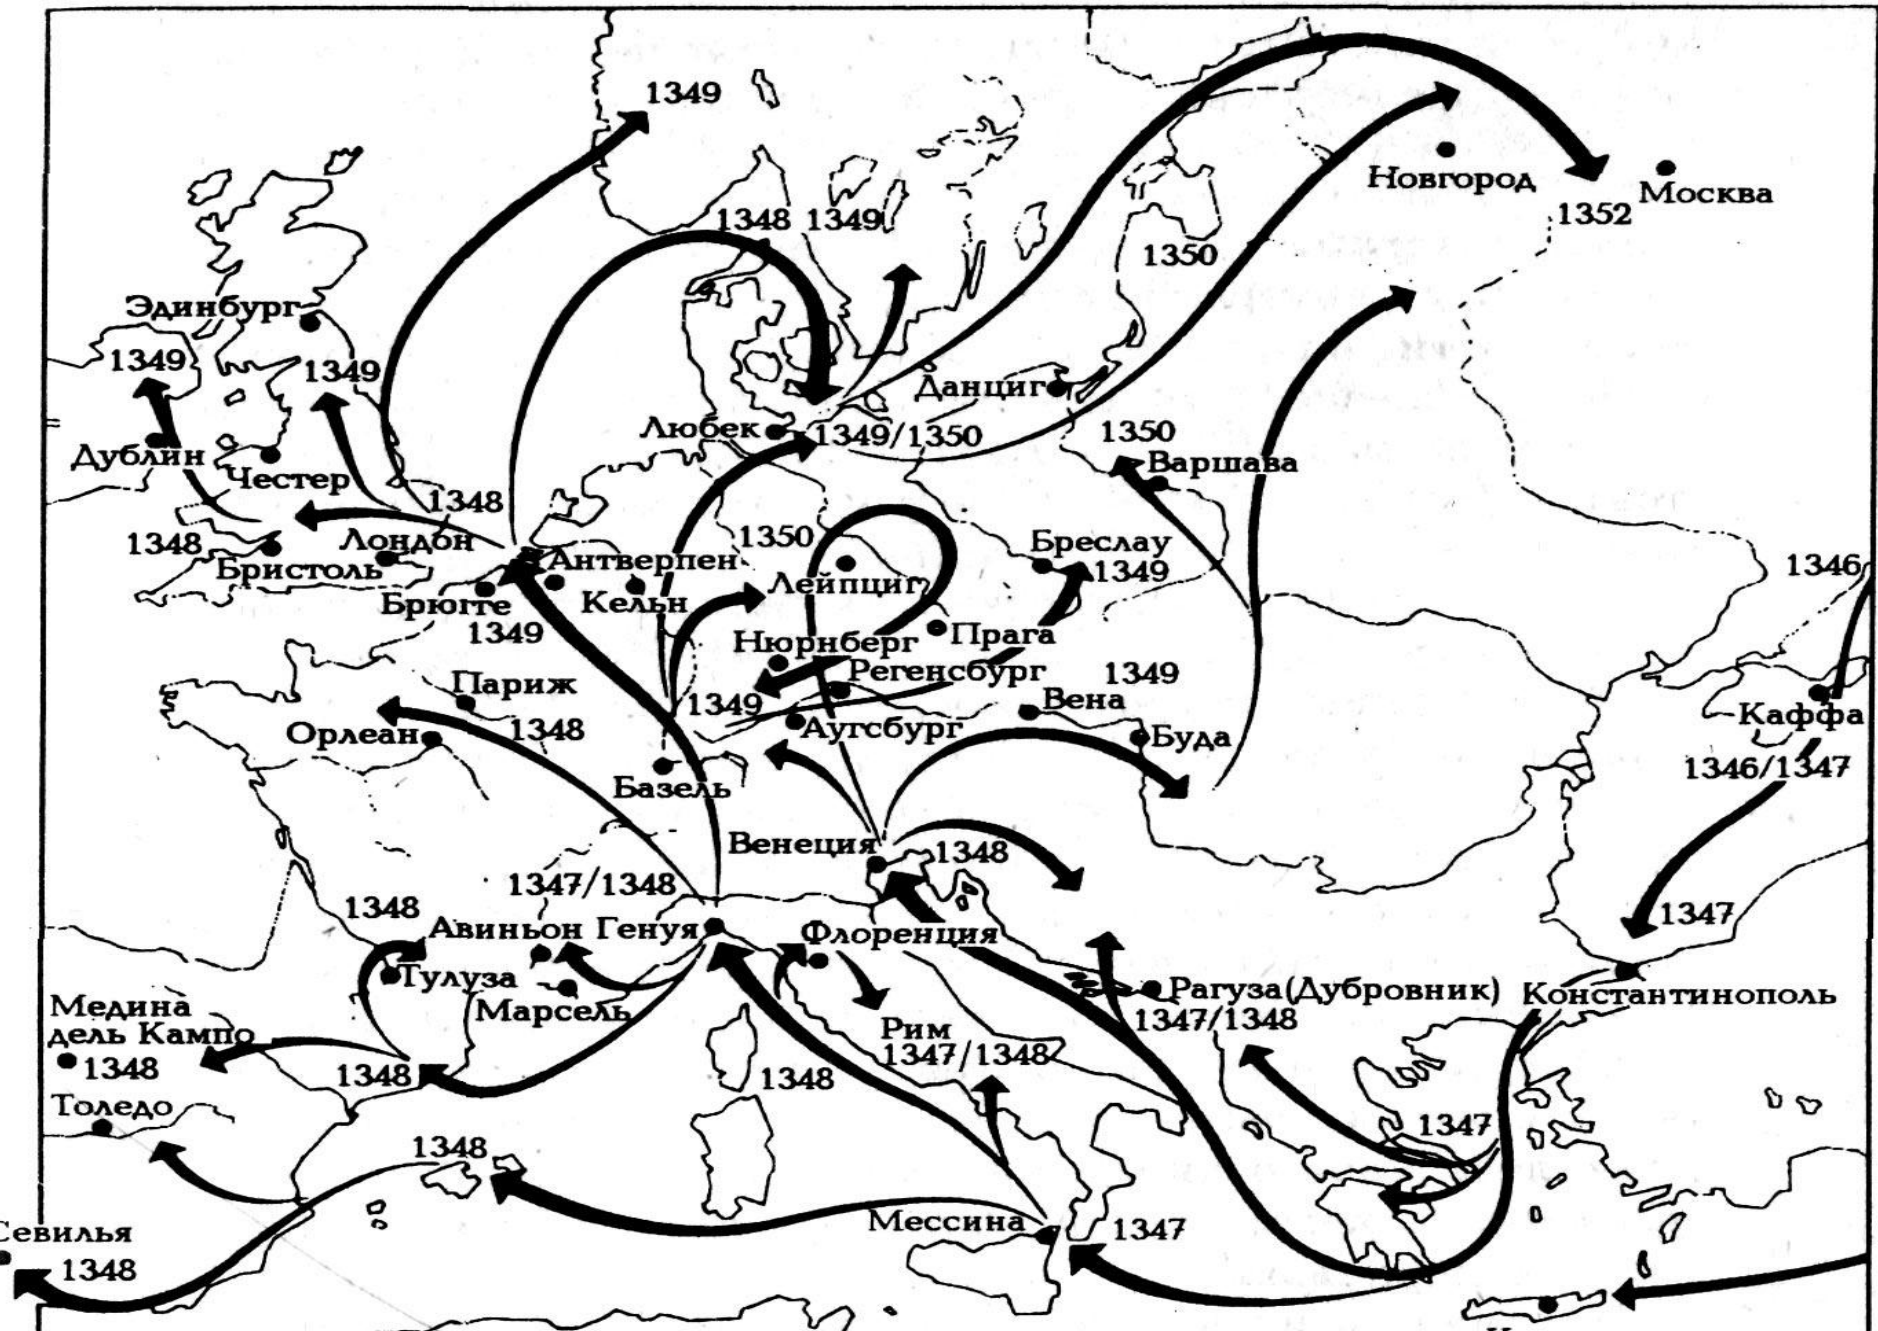 1349
1348 1349
Новгород
Москва
1352
1350
Эдинбург
1349
1349
Данциг
Любек
1349/1350
1350
Варшава
Дублин
Честер
1348
1348
Лондон
Бристоль
1350
Антверпен
Лейпциг
Бреслау
1349
1346
Брюгге
Кельн
1349
Нюрнберг
Прага
Регенсбург
1349
Париж
1349
Вена
Аугсбург
Орлеан
1348
Буда
Каффа
1346/1347
Базель
Венеция
1348
1347/1348
1348
1347
Авиньон
Генуя
Флоренция
Тулуза
Марсель
Рагуза(Дубровник)
1347/1348
Константинополь
Медина
дель Кампо
1348
1348
Рим
1347/1348
1348
Толедо
1347
1348
Мессина
1347
Севилья
1348